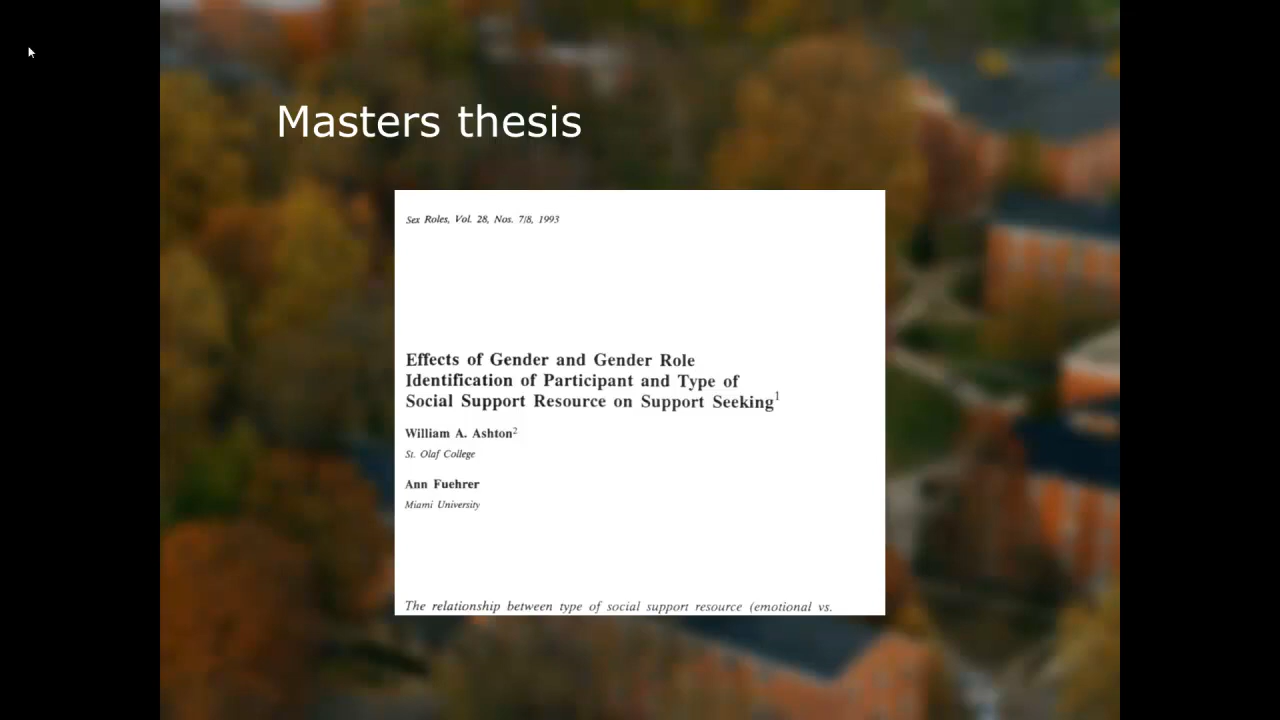 Masters thesis
Sex Roles, Vol. 28, Nos. 7/8, 1993
Effects of Gender and Gender Role
Identification of Participant and Type of
Social Support Resource on Support Seeking¹
William A. Ashton²
St. Olaf College
Ann Fuehrer
Miami University
The relationship between type of social support resource (emotional vs.